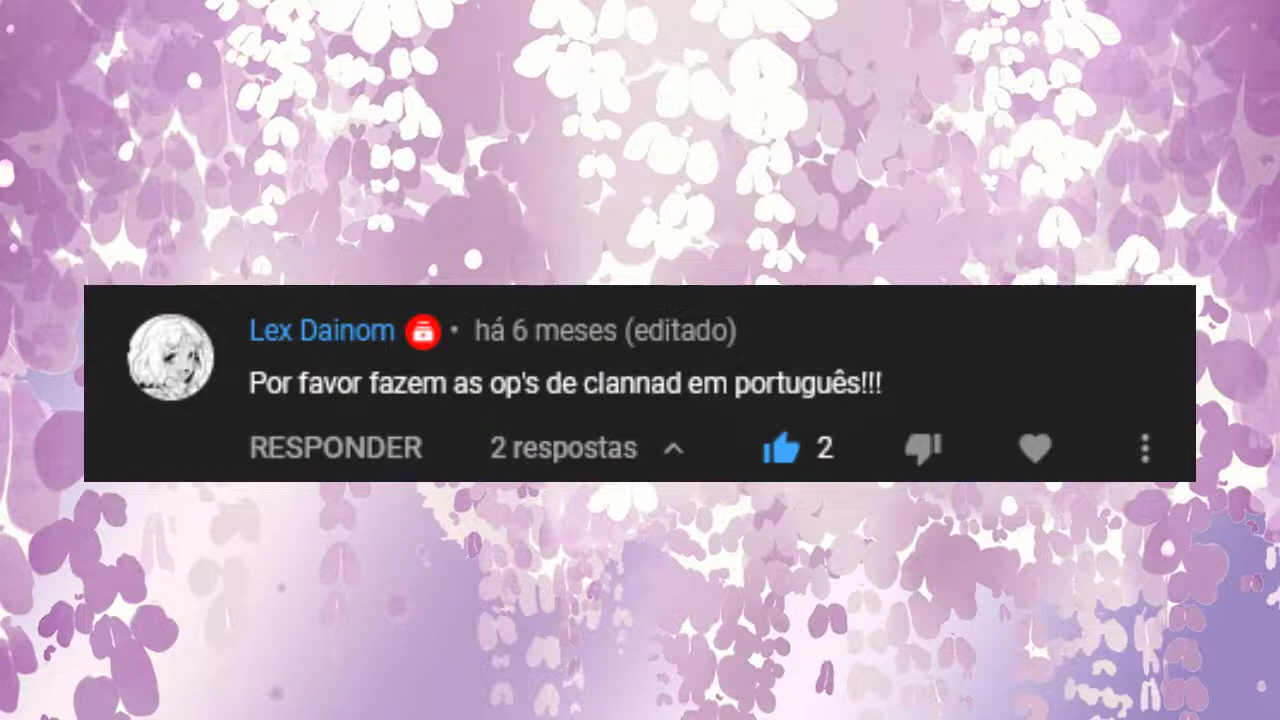 Lex Dainom • há 6 meses (editado)
Por favor fazem as op's de clannad em português!!!
RESPONDER 2 respostas 2